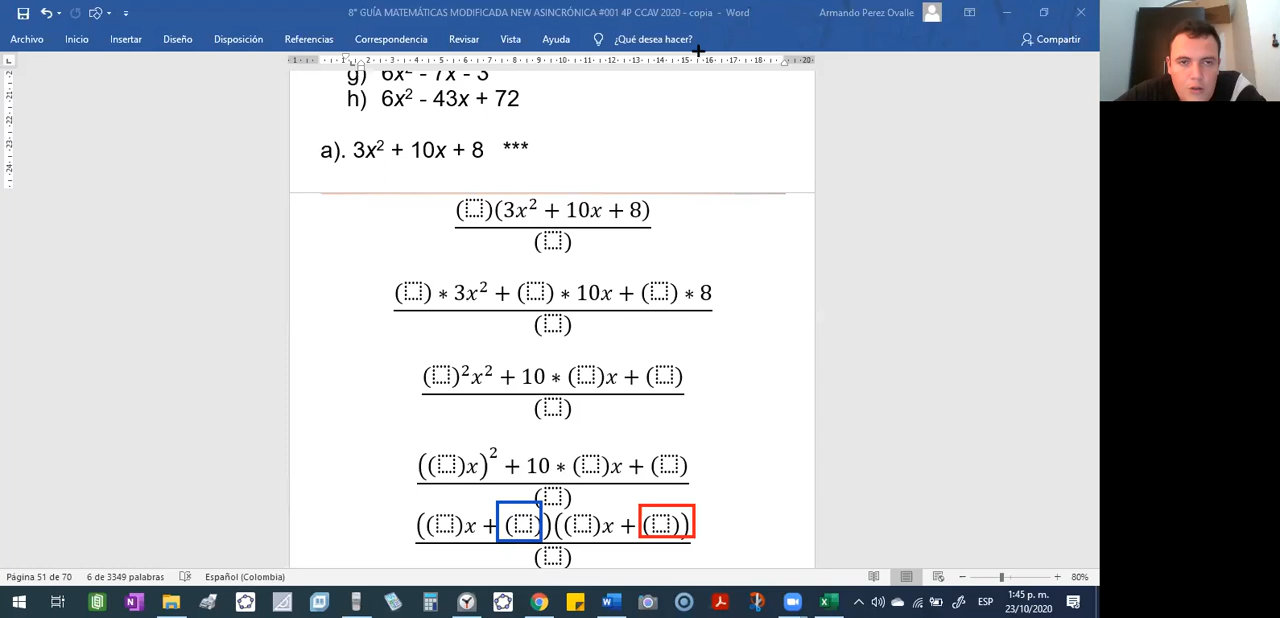 8° GUÍA MATEMÁTICAS MODIFICADA NEW ASINCRÓNICA #001 4P CCAV 2020 - copia - Word
Armando Perez Ovalle
Archivo Inicio Insertar Diseño Disposición Referencias Correspondencia Revisar Vista Ayuda ¿Qué desea hacer? Compartir
g) 6x² - 7x - 3
h) 6x² - 43x + 72
a). 3x² + 10x + 8 ***
(⬚)(3x² + 10x + 8)
(⬚)
(⬚) ∗ 3x² + (⬚) ∗ 10x + (⬚) ∗ 8
(⬚)
(⬚)²x² + 10 ∗ (⬚)x + (⬚)
(⬚)
((⬚)x)² + 10 ∗ (⬚)x + (⬚)
(⬚)
((⬚)x + (⬚))((⬚)x + (⬚))
(⬚)
Página 51 de 70 6 de 3349 palabras Español (Colombia) 80%
ESP 1:45 p. m.
23/10/2020